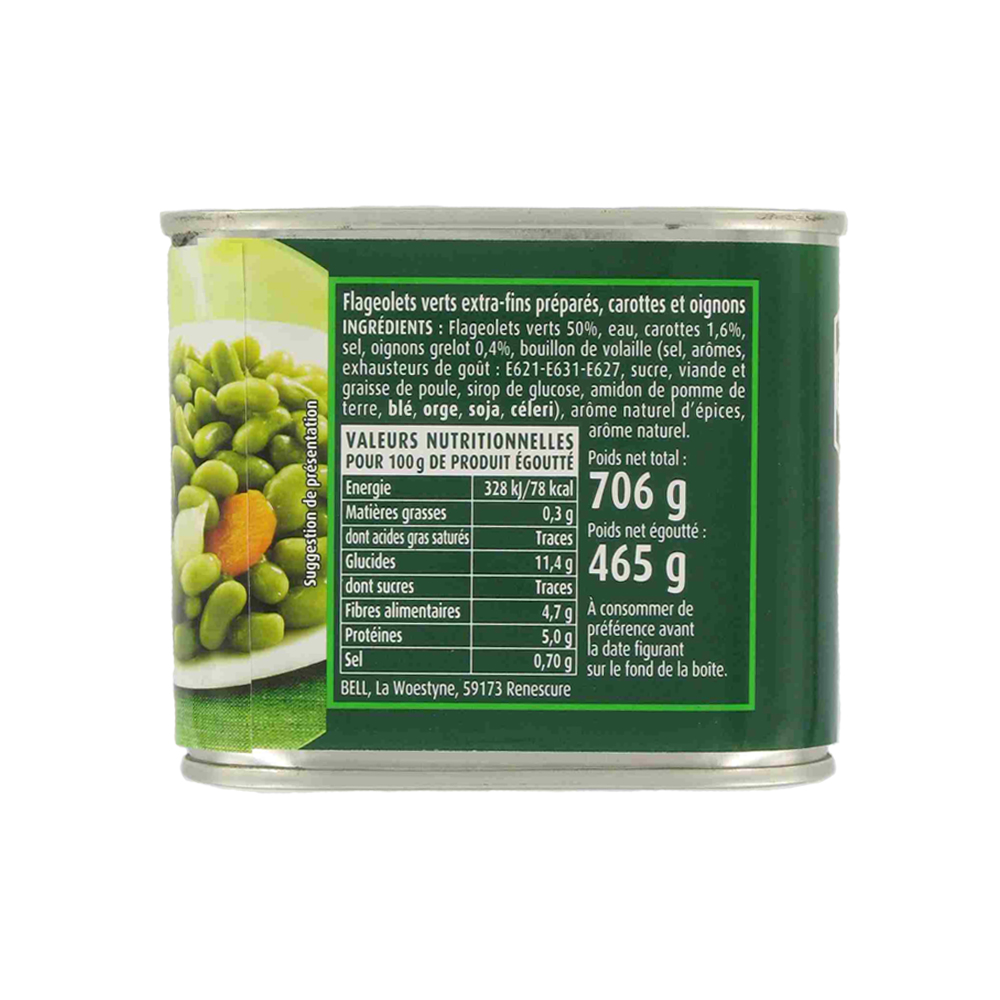 Flageolets verts extra-fins préparés, carottes et oignons
INGRÉDIENTS : Flageolets verts 50%, eau, carottes 1,6%,
sel, oignons grelot 0,4%, bouillon de volaille (sel, arômes,
exhausteurs de goût : E621-E631-E627, sucre, viande et
graisse de poule, sirop de glucose, amidon de pomme de
terre, blé, orge, soja, céleri), arôme naturel d'épices,
arôme naturel.
VALEURS NUTRITIONNELLES
POUR 100g DE PRODUIT ÉGOUTTÉ
Energie 328 kJ/78 kcal
Matières grasses 0,3 g
dont acides gras saturés Traces
Glucides 11,4 g
dont sucres Traces
Fibres alimentaires 4,7 g
Protéines 5,0 g
Sel 0,70 g
BELL, La Woestyne, 59173 Renescure
Poids net total :
706 g
Poids net égoutté :
465 g
À consommer de
préférence avant
la date figurant
sur le fond de la boîte.
Suggestion de présentation